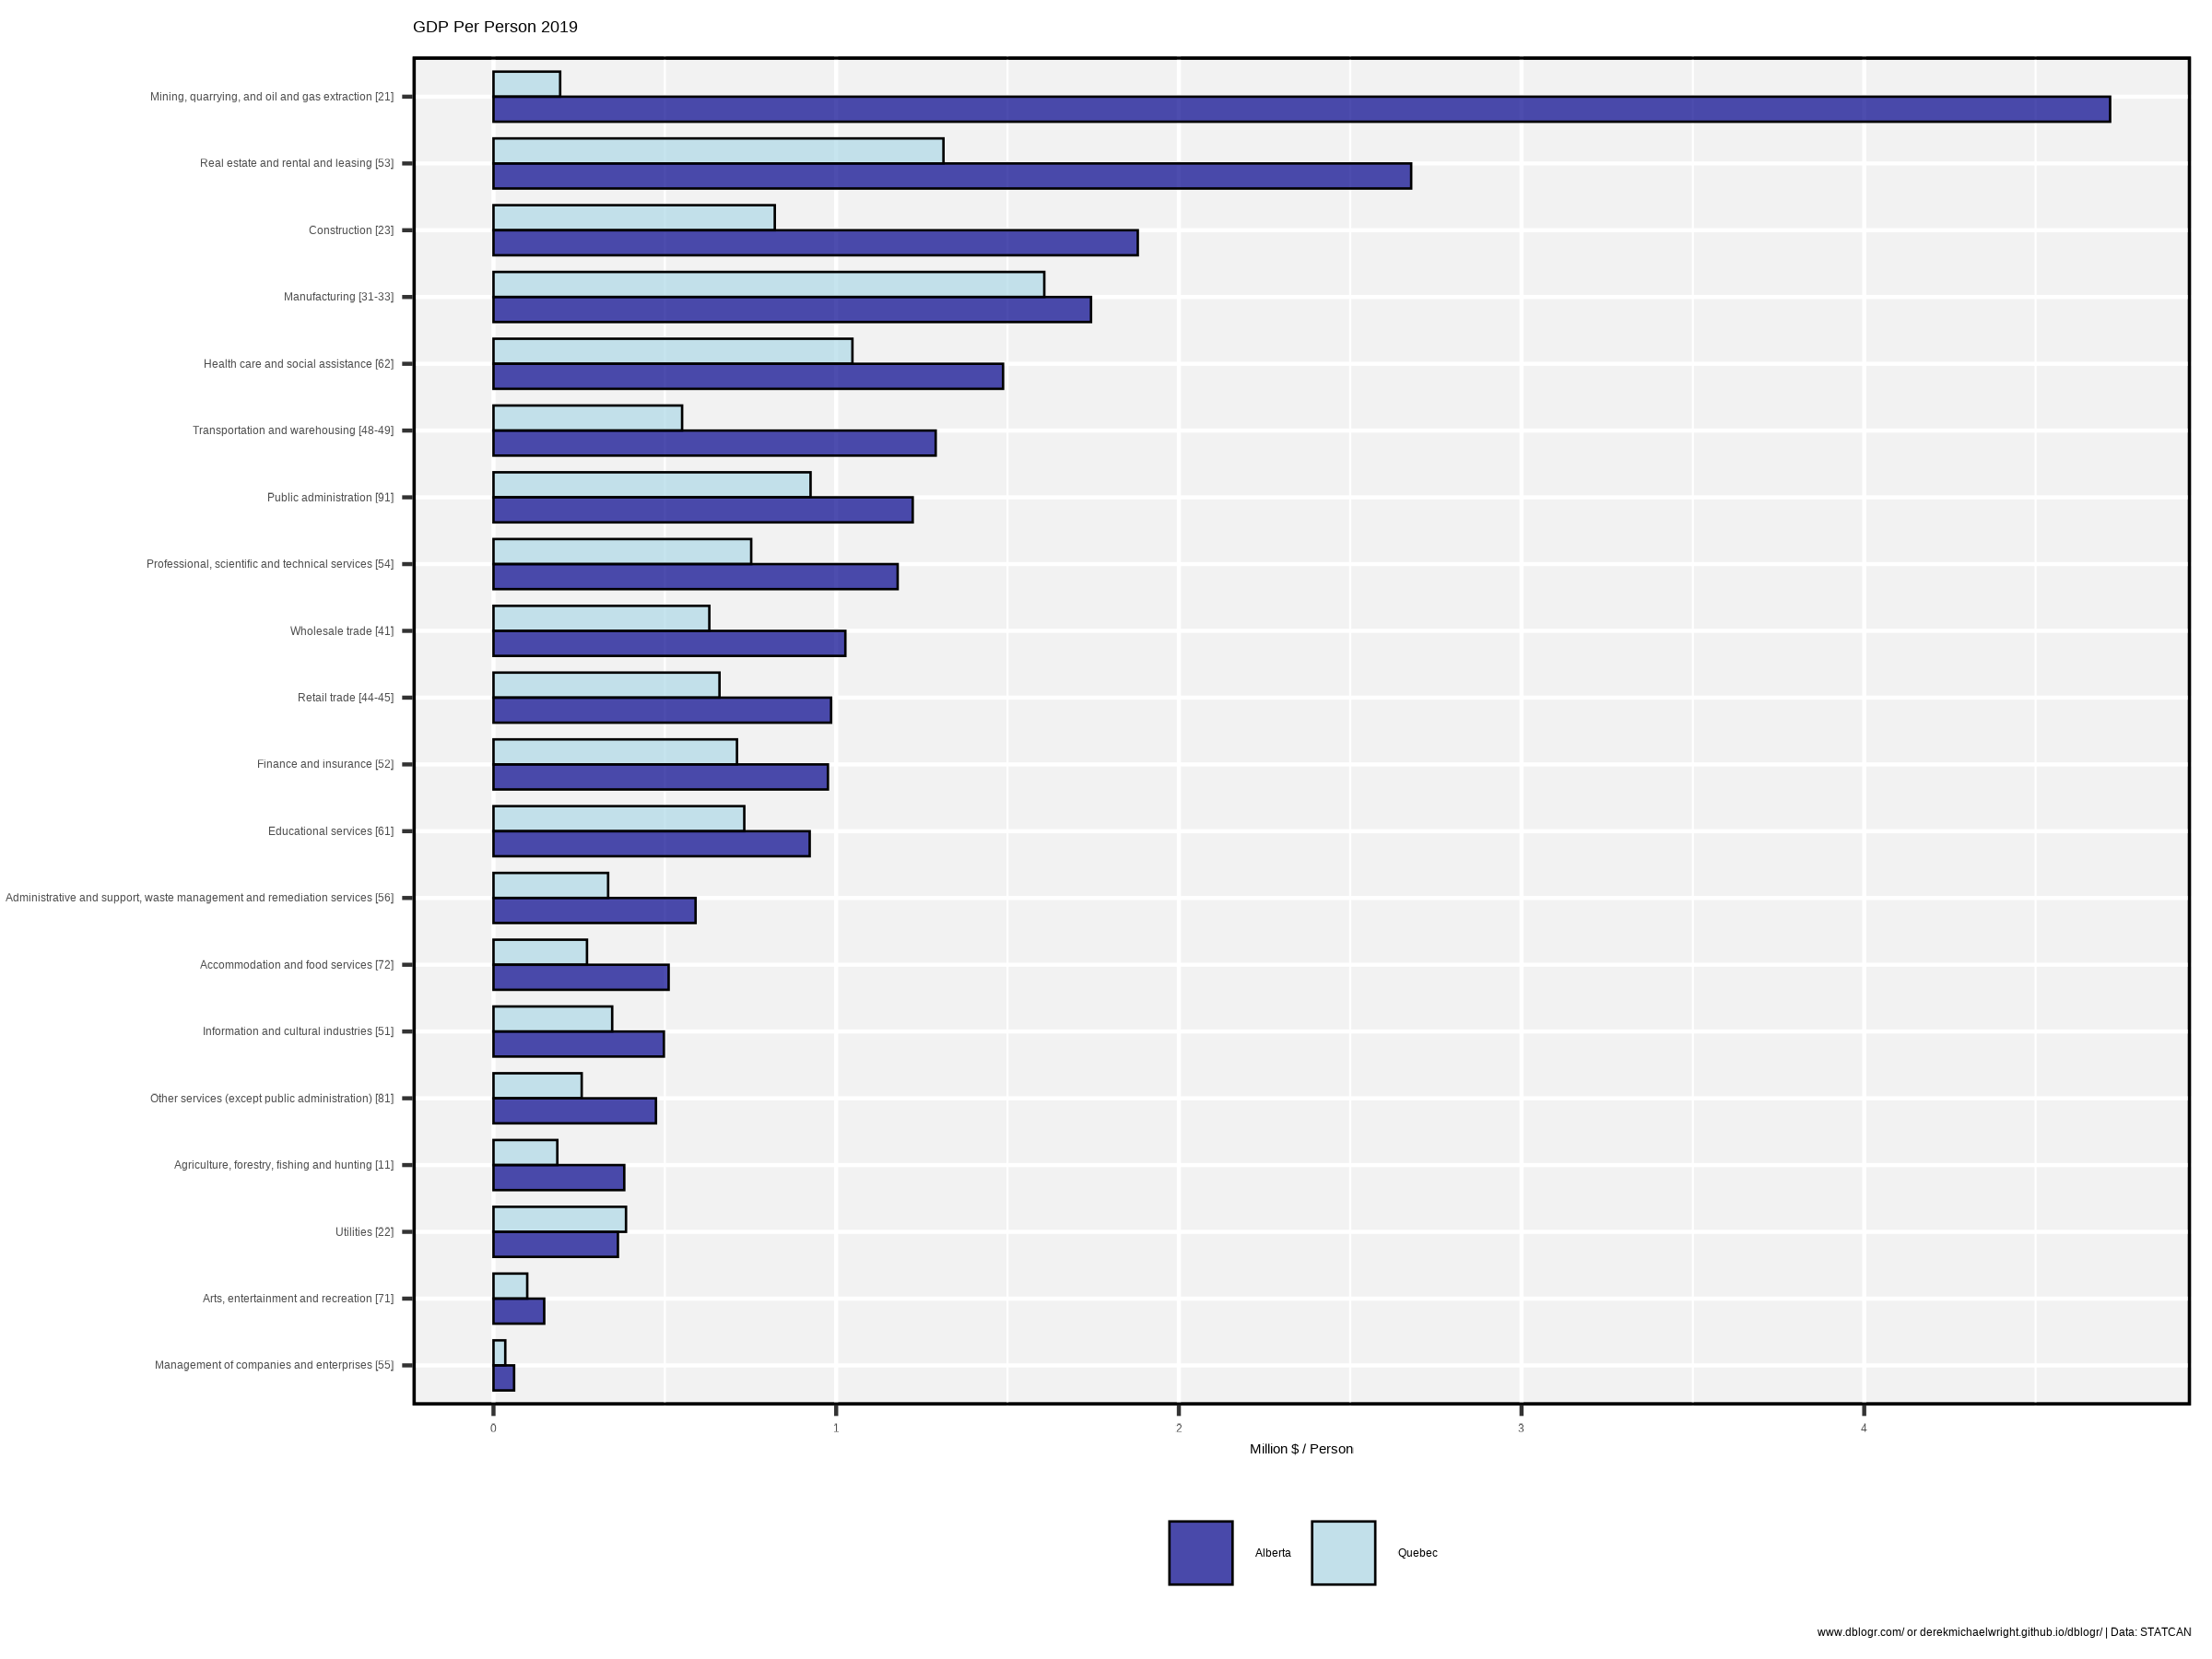 GDP Per Person 2019
Mining, quarrying, and oil and gas extraction [21]
Real estate and rental and leasing [53]
Construction [23]
Manufacturing [31-33]
Health care and social assistance [62]
Transportation and warehousing [48-49]
Public administration [91]
Professional, scientific and technical services [54]
Wholesale trade [41]
Retail trade [44-45]
Finance and insurance [52]
Educational services [61]
Administrative and support, waste management and remediation services [56]
Accommodation and food services [72]
Information and cultural industries [51]
Other services (except public administration) [81]
Agriculture, forestry, fishing and hunting [11]
Utilities [22]
Arts, entertainment and recreation [71]
Management of companies and enterprises [55]
0 1 2 3 4
Million $ / Person
Alberta Quebec
www.dblogr.com/ or derekmichaelwright.github.io/dblogr/ | Data: STATCAN